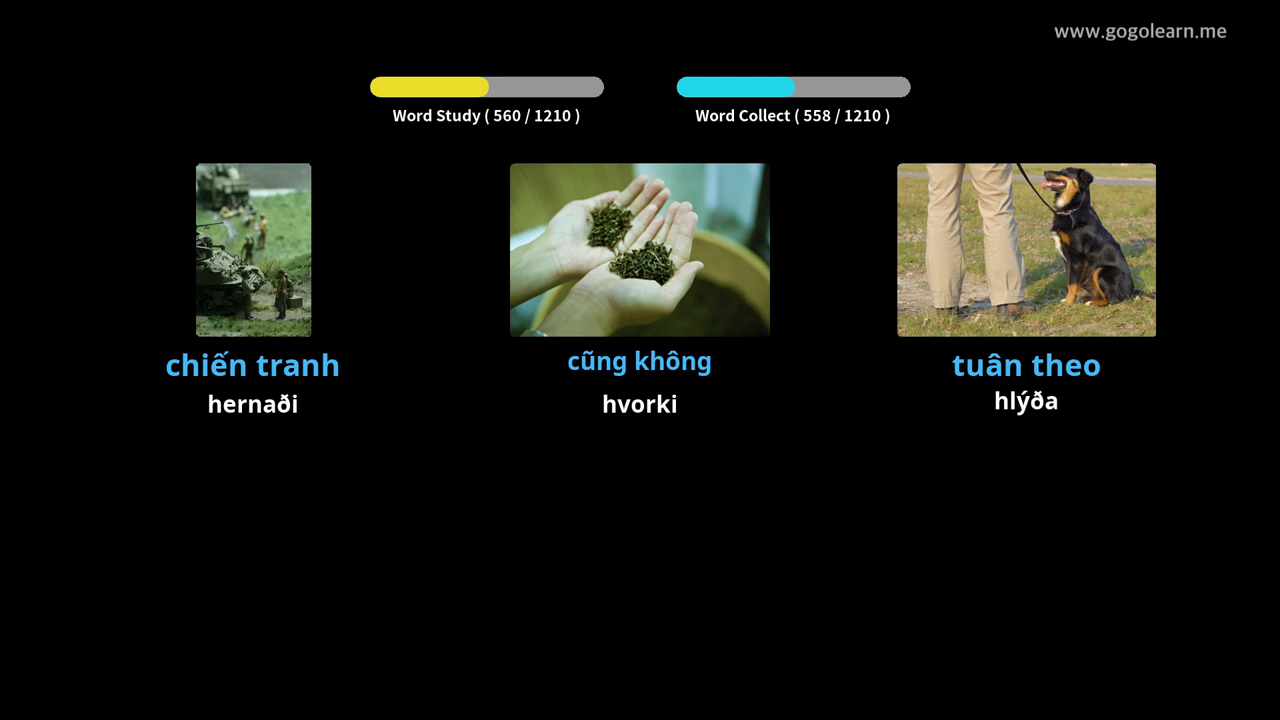 www.gogolearn.me
Word Study ( 560 / 1210 )
Word Collect ( 558 / 1210 )
chiến tranh
hernaði
cũng không
hvorki
tuân theo
hlýða